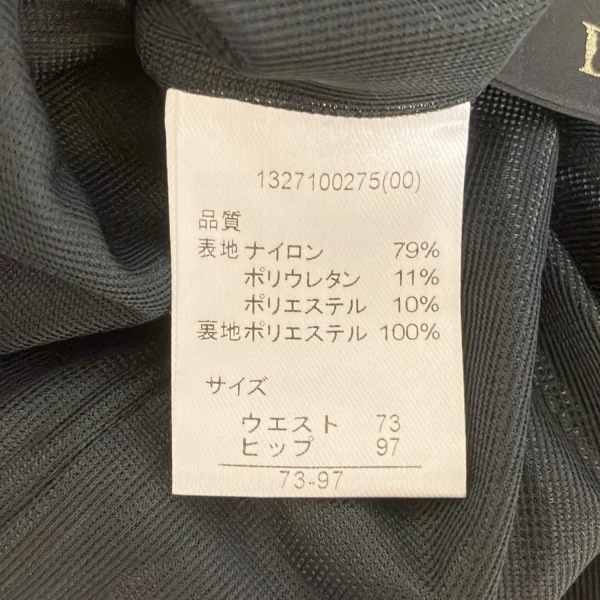 1327100275(00)
品質
表地 ナイロン 79%
ポリウレタン 11%
ポリエステル 10%
裏地 ポリエステル 100%
サイズ
ウエスト 73
ヒップ 97
73-97